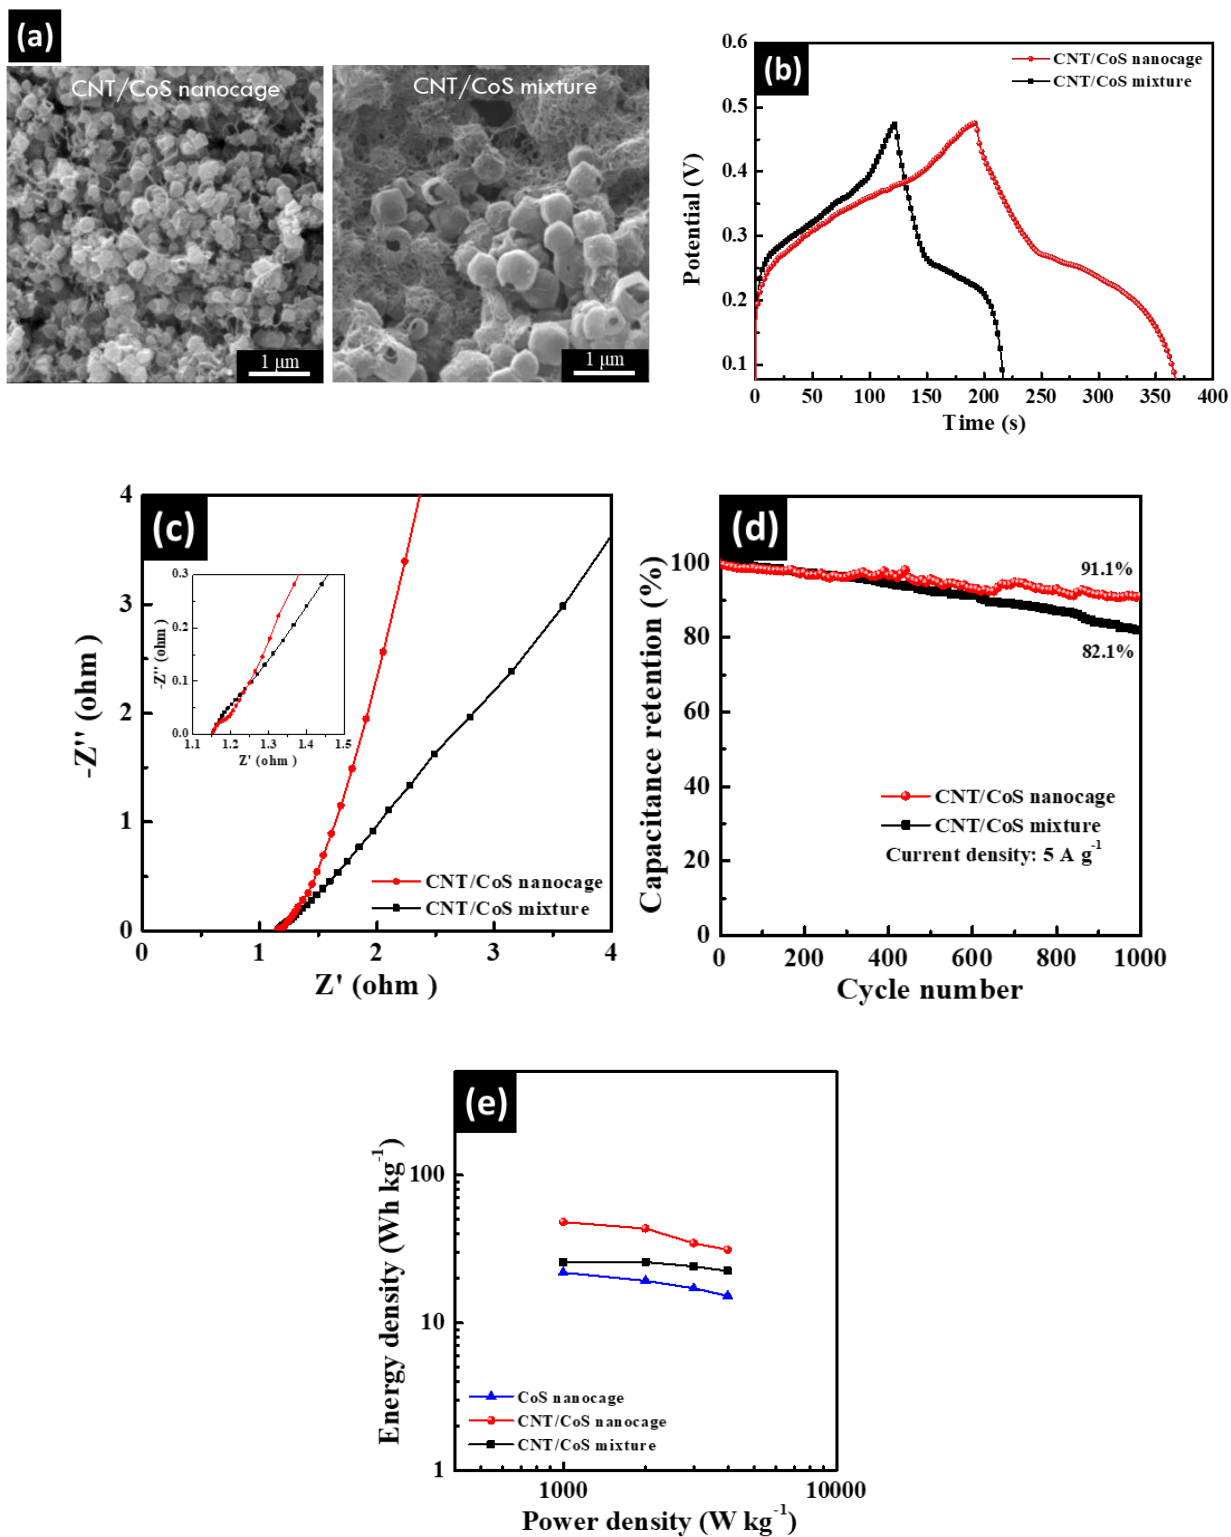 (a)
CNT/CoS nanocage
1 μm
CNT/CoS mixture
1 μm
(b)
CNT/CoS nanocage
CNT/CoS mixture
0.6
0.5
0.4
0.3
0.2
0.1
Potential (V)
0 50 100 150 200 250 300 350 400
Time (s)
(c)
4
3
2
1
0
-Z'' (ohm )
0.3
0.2
0.1
0.0
-Z'' (ohm )
1.1 1.2 1.3 1.4 1.5
Z' (ohm )
CNT/CoS nanocage
CNT/CoS mixture
0 1 2 3 4
Z' (ohm )
(d)
100
80
60
40
20
0
Capacitance retention (%)
91.1%
82.1%
CNT/CoS nanocage
CNT/CoS mixture
Current density: 5 A g⁻¹
0 200 400 600 800 1000
Cycle number
(e)
100
10
1
Energy density (Wh kg⁻¹)
CoS nanocage
CNT/CoS nanocage
CNT/CoS mixture
1000 10000
Power density (W kg⁻¹)